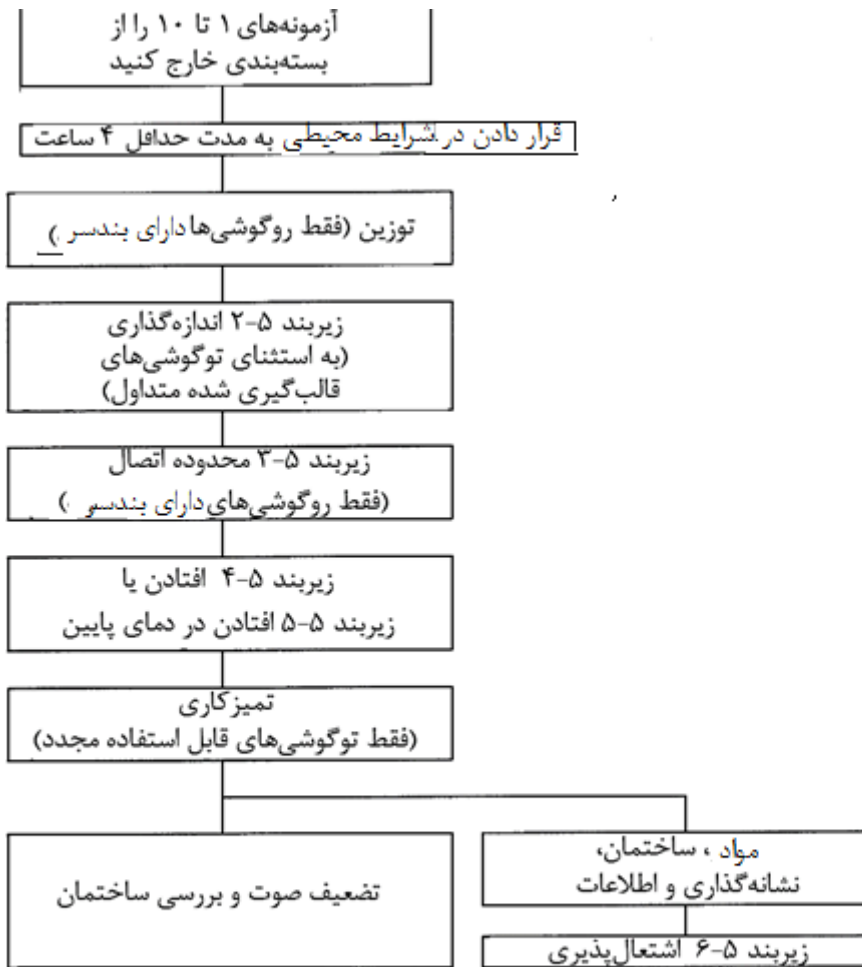 آزمونه‌های ۱ تا ۱۰ را از
بسته‌بندی خارج کنید
قرار دادن در شرایط محیطی به مدت حداقل ۴ ساعت
توزین (فقط روگوشی‌ها دارای بندسر)
زیربند ۵-۲ اندازه‌گذاری
(به استثنای توگوشی‌های
قالب‌گیری شده متداول)
زیربند ۵-۳ محدوده اتصال
(فقط روگوشی‌های دارای بندسر)
زیربند ۵-۴ افتادن یا
زیربند ۵-۵ افتادن در دمای پایین
تمیزکاری
(فقط توگوشی‌های قابل استفاده مجدد)
مواد، ساختمان،
نشانه‌گذاری و اطلاعات
تضعیف صوت و بررسی ساختمان
زیربند ۵-۶ اشتعال‌پذیری